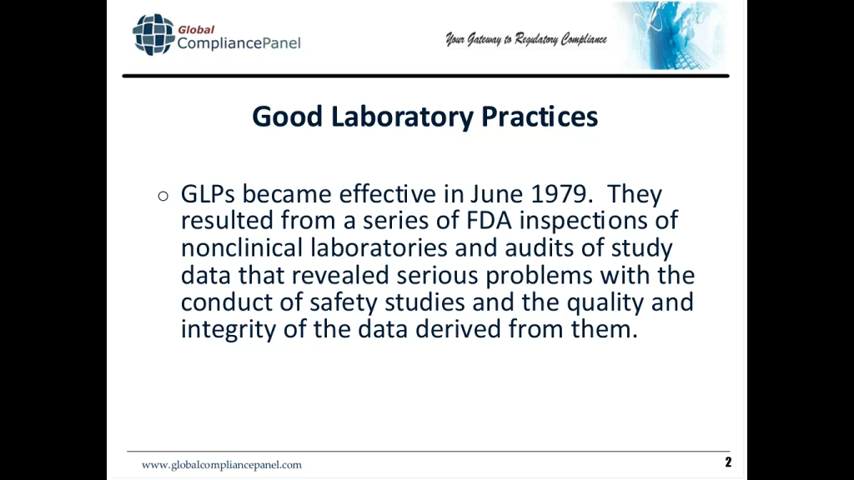 Global
CompliancePanel
Your Gateway to Regulatory Compliance
Good Laboratory Practices
○ GLPs became effective in June 1979. They
resulted from a series of FDA inspections of
nonclinical laboratories and audits of study
data that revealed serious problems with the
conduct of safety studies and the quality and
integrity of the data derived from them.
www.globalcompliancepanel.com
2